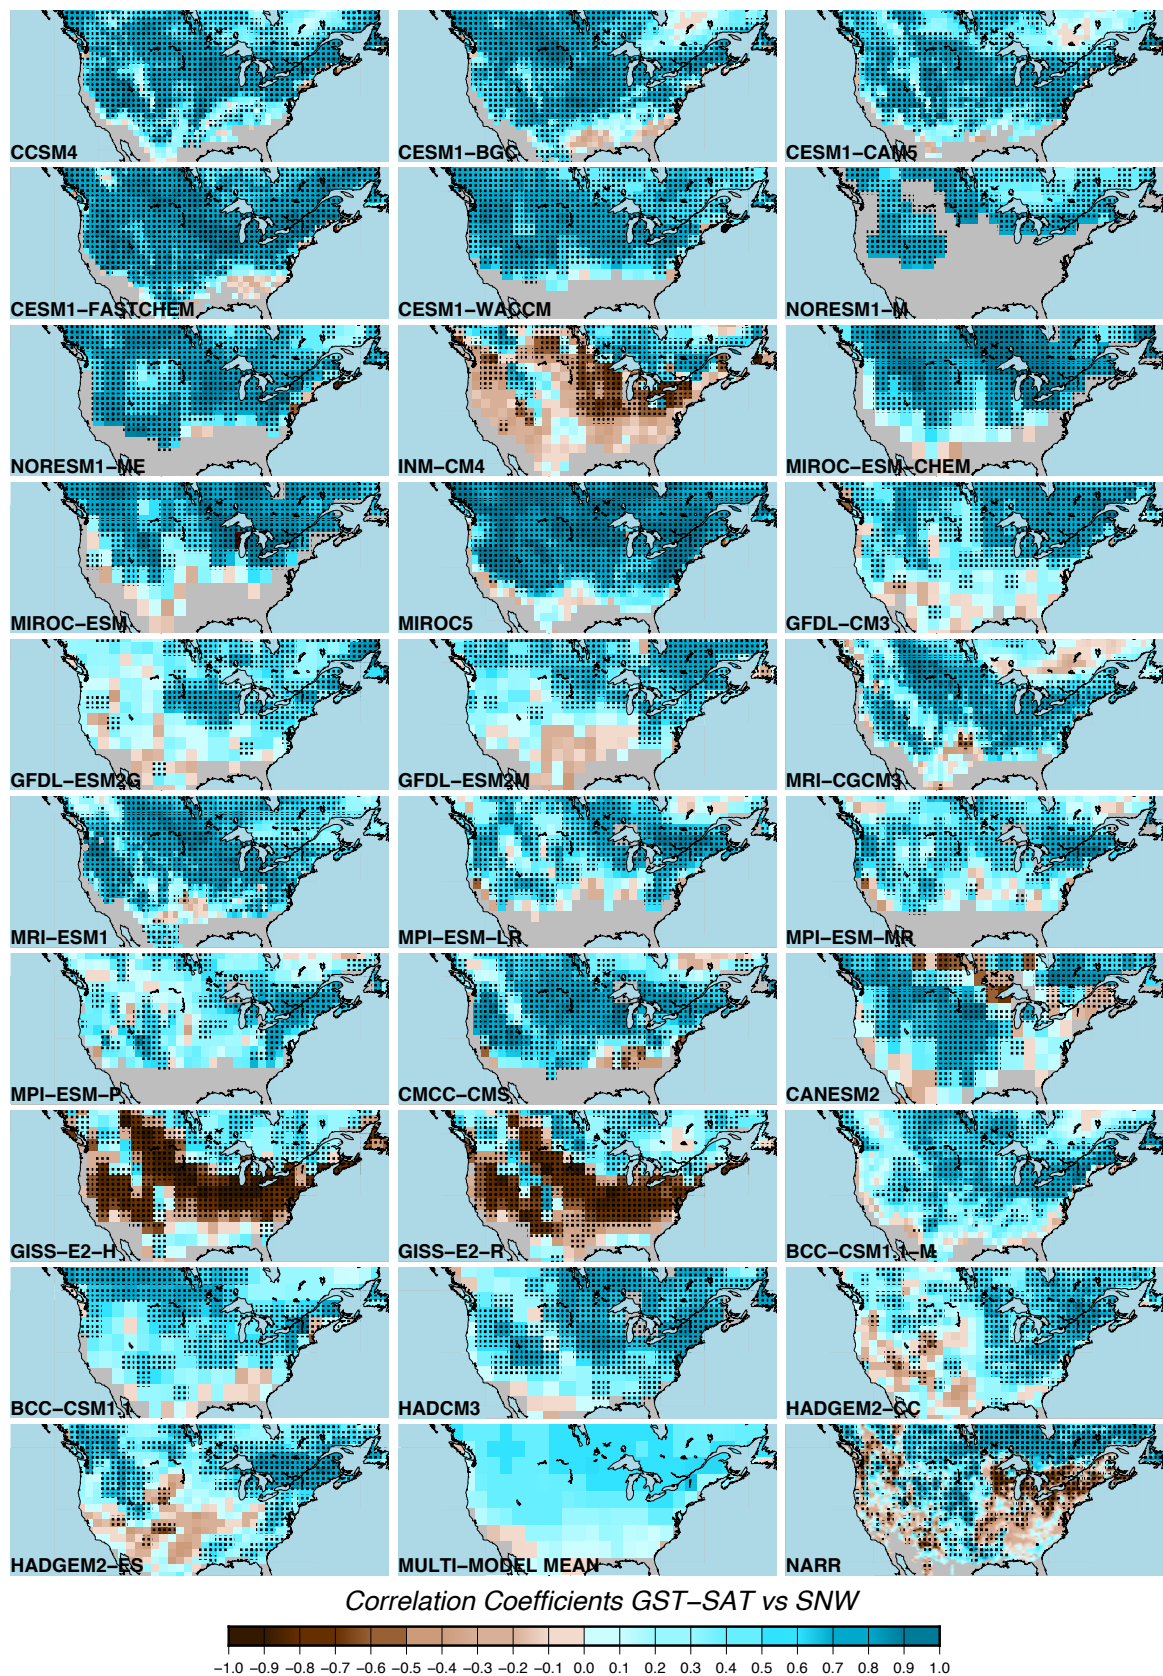 CCSM4
CESM1−BGC
CESM1−CAM5
CESM1−FASTCHEM
CESM1−WACCM
NORESM1−M
NORESM1−ME
INM−CM4
MIROC−ESM−CHEM
MIROC−ESM
MIROC5
GFDL−CM3
GFDL−ESM2G
GFDL−ESM2M
MRI−CGCM3
MRI−ESM1
MPI−ESM−LR
MPI−ESM−MR
MPI−ESM−P
CMCC−CMS
CANESM2
GISS−E2−H
GISS−E2−R
BCC−CSM1.1−M
BCC−CSM1.1
HADCM3
HADGEM2−CC
HADGEM2−ES
MULTI−MODEL MEAN
NARR
Correlation Coefficients GST−SAT vs SNW
−1.0 −0.9 −0.8 −0.7 −0.6 −0.5 −0.4 −0.3 −0.2 −0.1 0.0 0.1 0.2 0.3 0.4 0.5 0.6 0.7 0.8 0.9 1.0